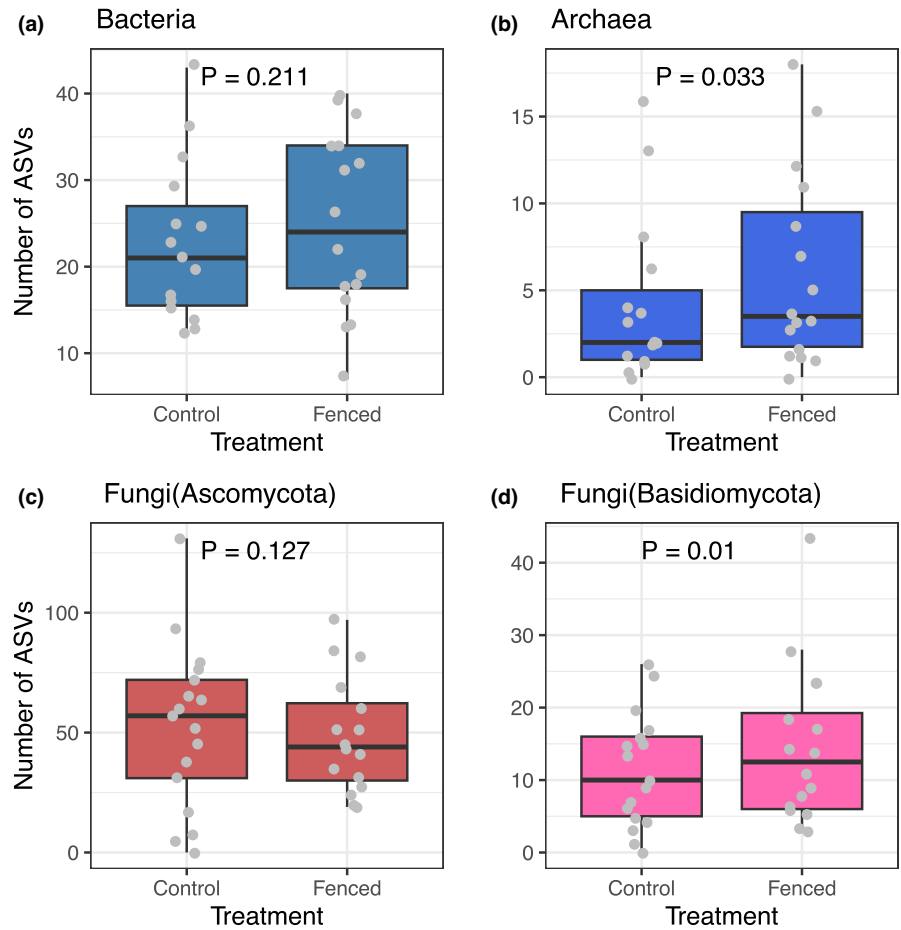 (a) Bacteria
P = 0.211
Number of ASVs
40
30
20
10
Control Fenced
Treatment
(b) Archaea
P = 0.033
15
10
5
0
Control Fenced
Treatment
(c) Fungi(Ascomycota)
P = 0.127
Number of ASVs
100
50
0
Control Fenced
Treatment
(d) Fungi(Basidiomycota)
P = 0.01
40
30
20
10
0
Control Fenced
Treatment